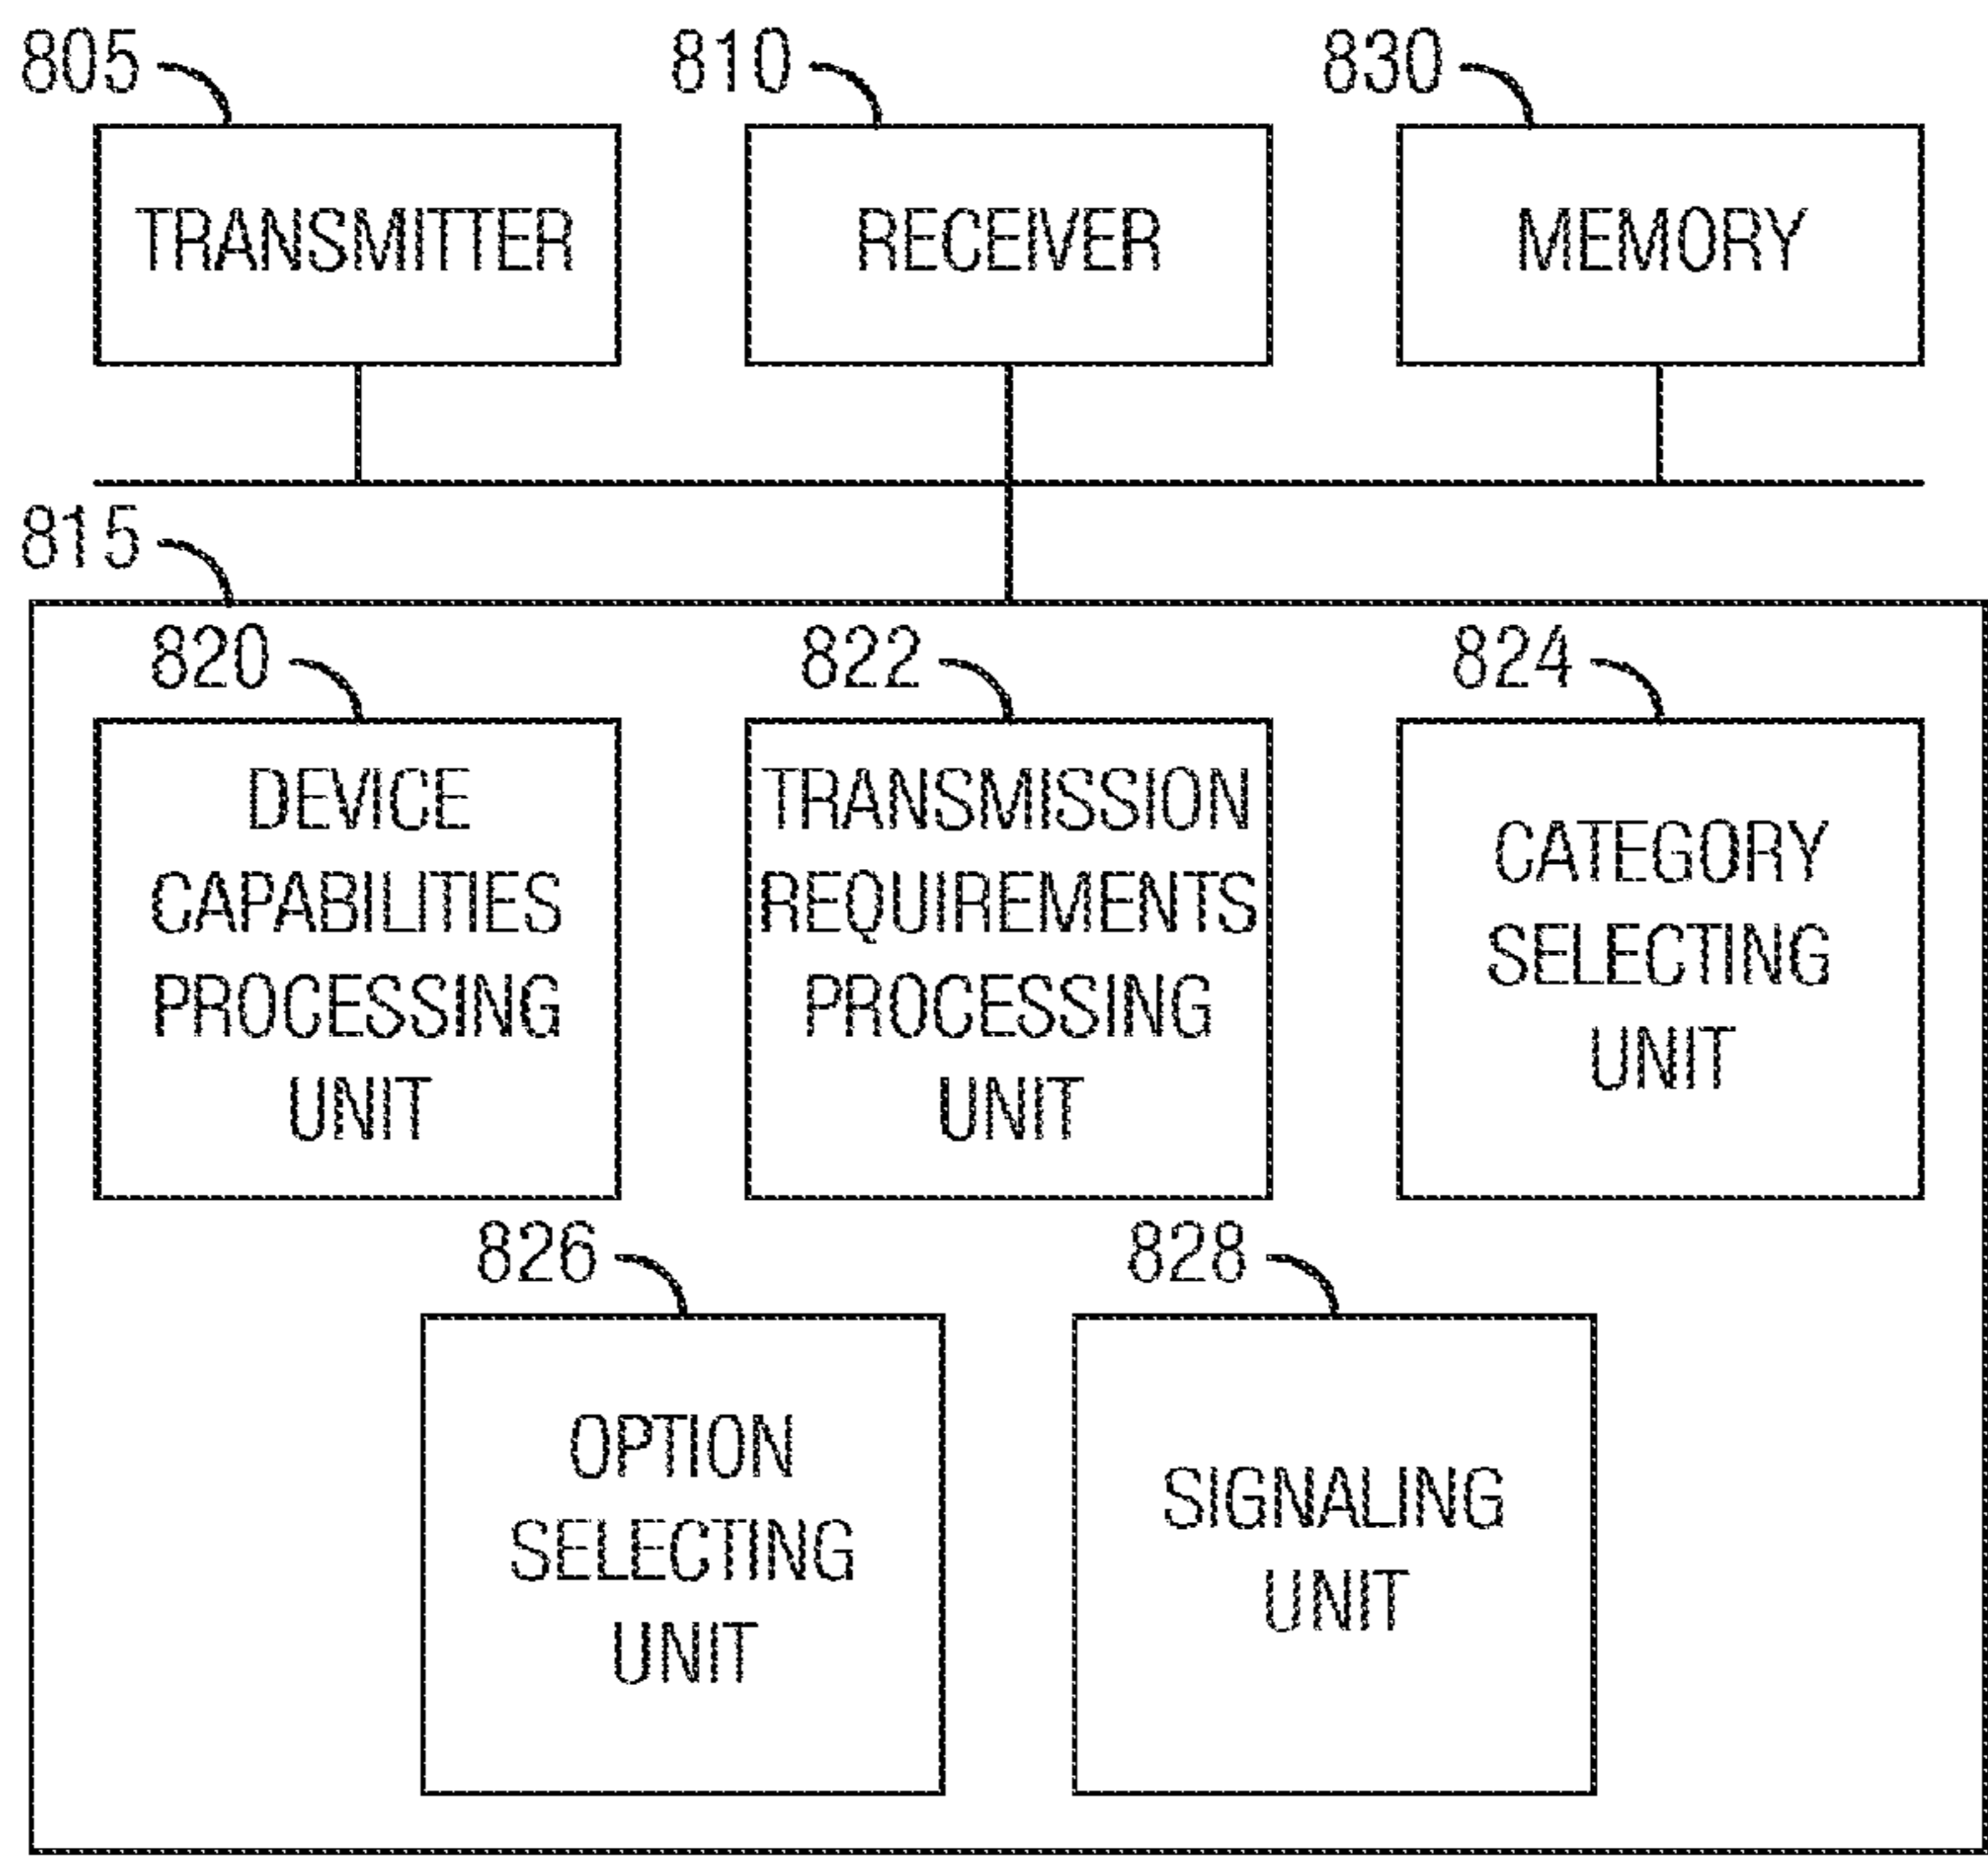 805
810
830
TRANSMITTER
RECEIVER
MEMORY
815
820
822
824
DEVICE
CAPABILITIES
PROCESSING
UNIT
TRANSMISSION
REQUIREMENTS
PROCESSING
UNIT
CATEGORY
SELECTING
UNIT
826
828
OPTION
SELECTING
UNIT
SIGNALING
UNIT